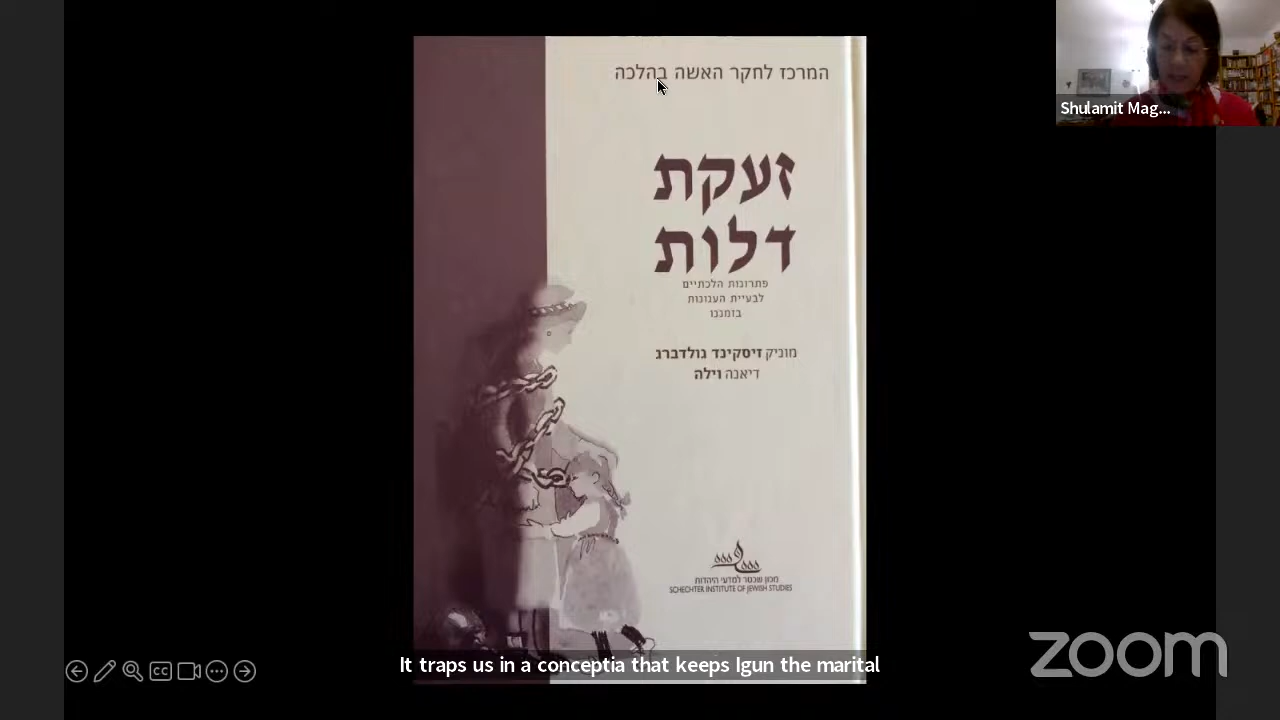 המרכז לחקר האשה בהלכה
זעקת
דלות
פתרונות הלכתיים
לבעיית העגונות
בזמננו
מוניק זיסקינד גולדברג
דיאנה וילה
מכון שכטר למדעי היהדות
SCHECHTER INSTITUTE OF JEWISH STUDIES
Shulamit Mag...
CC
It traps us in a conceptia that keeps Igun the marital
zoom